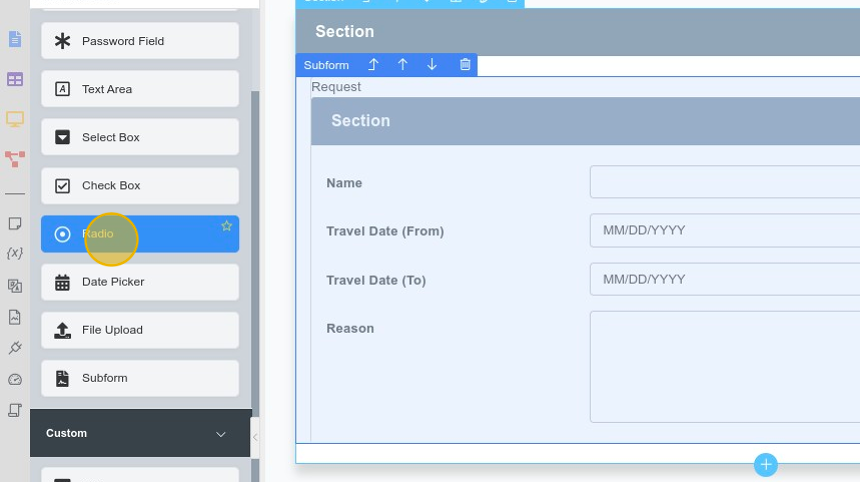 Password Field
Text Area
Select Box
Check Box
Radio
Date Picker
File Upload
Subform
Custom
{x}
Section
Subform
Request
Section
Name
Travel Date (From)
MM/DD/YYYY
Travel Date (To)
MM/DD/YYYY
Reason